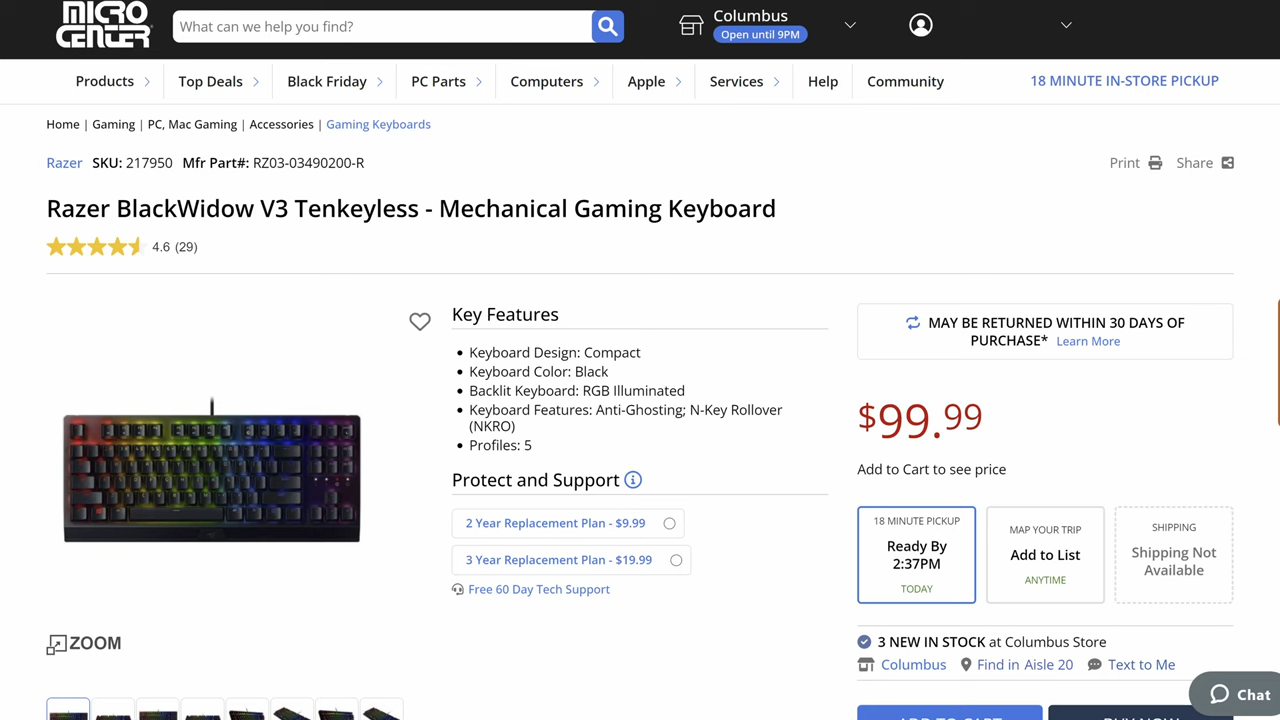 MICRO CENTER
What can we help you find?
Columbus
Open until 9PM
Products
Top Deals
Black Friday
PC Parts
Computers
Apple
Services
Help
Community
18 MINUTE IN-STORE PICKUP
Home | Gaming | PC, Mac Gaming | Accessories | Gaming Keyboards
Razer SKU: 217950 Mfr Part#: RZ03-03490200-R
Print
Share
Razer BlackWidow V3 Tenkeyless - Mechanical Gaming Keyboard
4.6 (29)
Key Features
Keyboard Design: Compact
Keyboard Color: Black
Backlit Keyboard: RGB Illuminated
Keyboard Features: Anti-Ghosting; N-Key Rollover
(NKRO)
Profiles: 5
Protect and Support
2 Year Replacement Plan - $9.99
3 Year Replacement Plan - $19.99
Free 60 Day Tech Support
ZOOM
MAY BE RETURNED WITHIN 30 DAYS OF
PURCHASE* Learn More
$99.99
Add to Cart to see price
18 MINUTE PICKUP
Ready By
2:37PM
TODAY
MAP YOUR TRIP
Add to List
ANYTIME
SHIPPING
Shipping Not
Available
3 NEW IN STOCK at Columbus Store
Columbus
Find in Aisle 20
Text to Me
Chat
ADD TO CART
BUY NOW